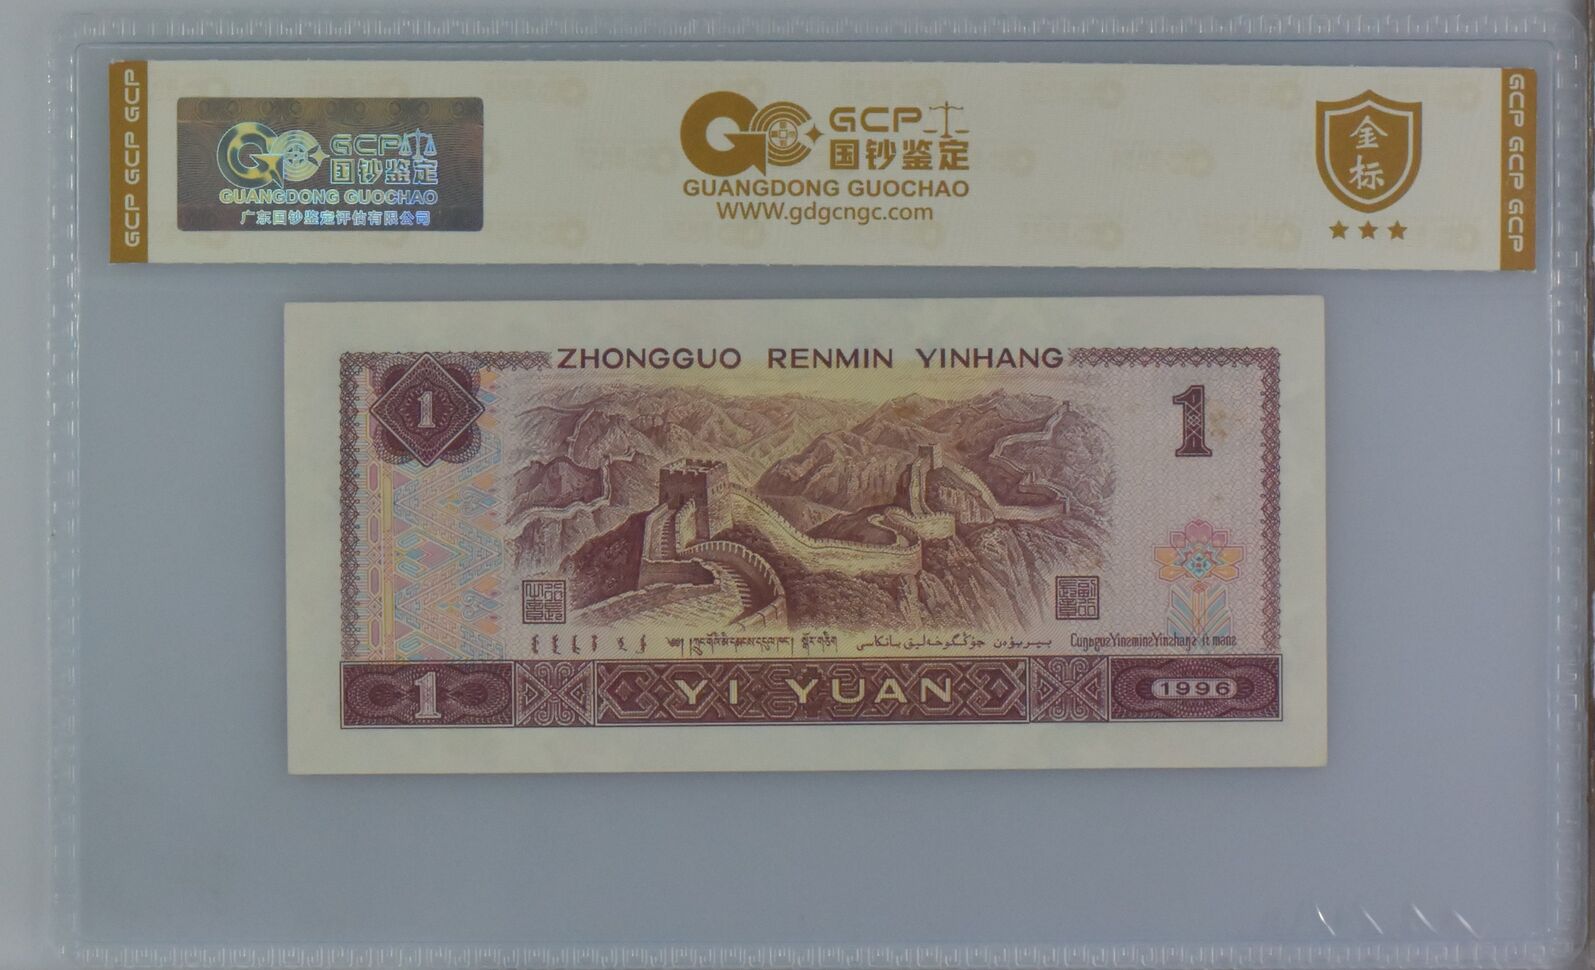 GCP GCP GCP
GCP
国钞鉴定
GUANGDONG GUOCHAO
广东国钞鉴定评估有限公司
GCP
国钞鉴定
GUANGDONG GUOCHAO
WWW.gdgcngc.com
金标
GCP GCP GCP
ZHONGGUO RENMIN YINHANG
1
1
1
YI YUAN
1996